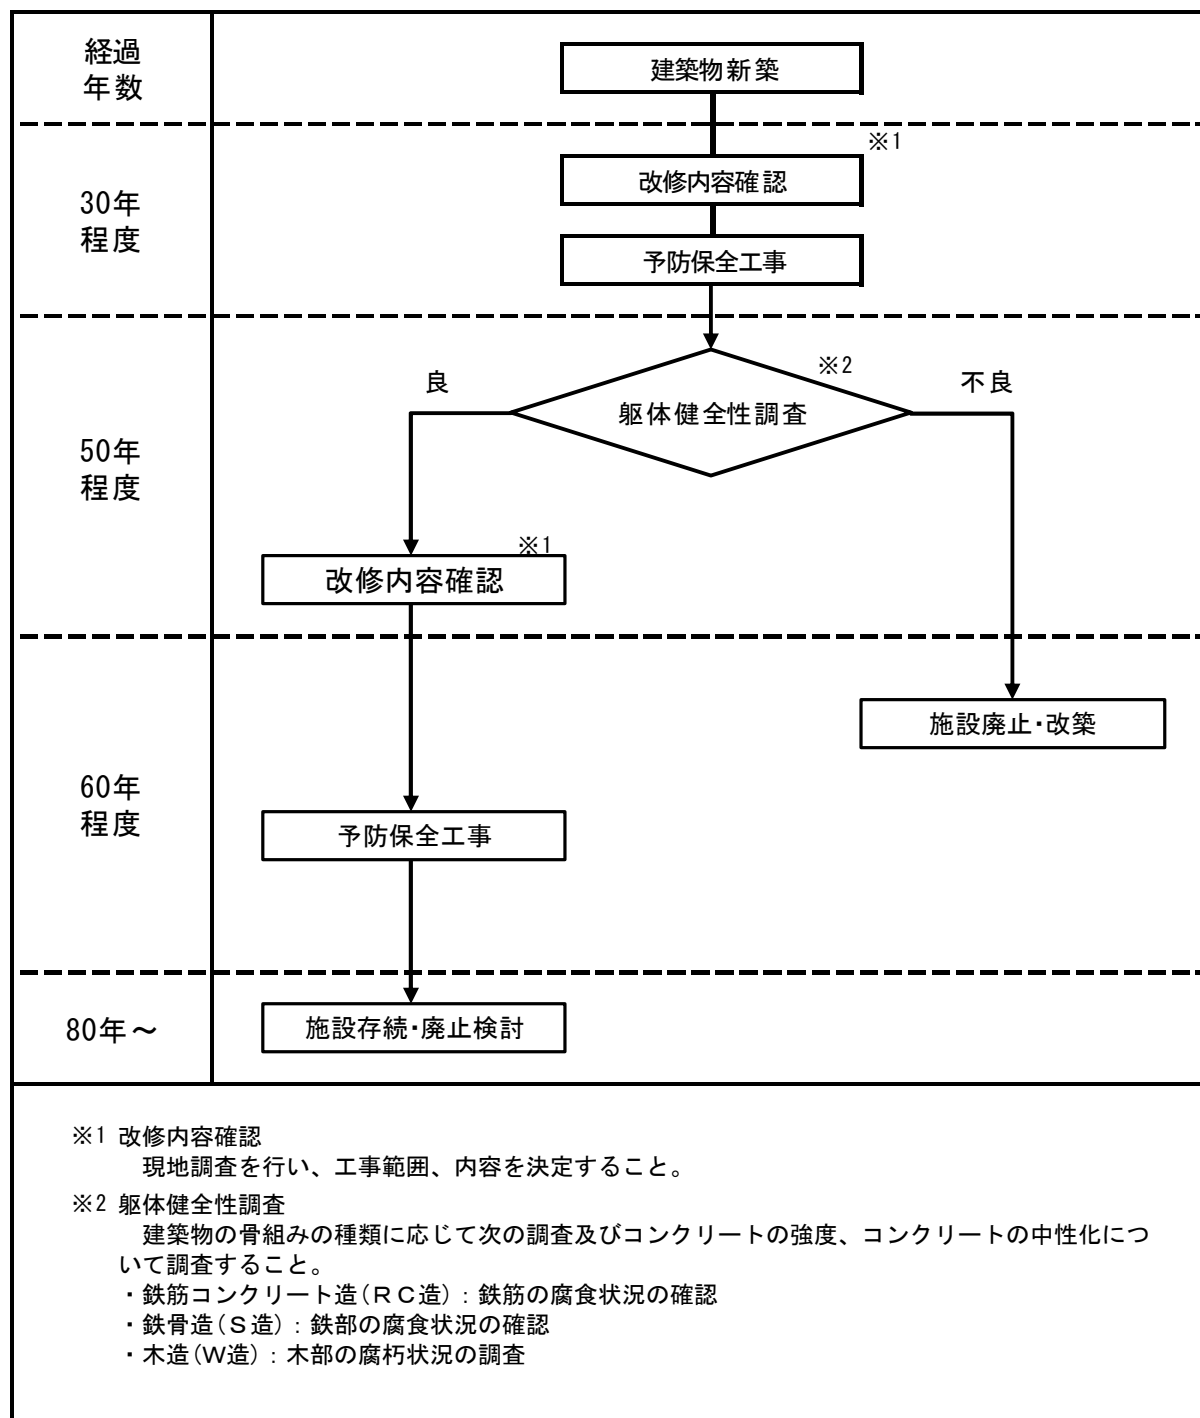 経過
年数
建築物新築
※1
30年
程度
改修内容確認
予防保全工事
※2
良
不良
50年
程度
躯体健全性調査
※1
改修内容確認
60年
程度
施設廃止・改築
予防保全工事
80年～
施設存続・廃止検討
※1 改修内容確認
現地調査を行い、工事範囲、内容を決定すること。
※2 躯体健全性調査
建築物の骨組みの種類に応じて次の調査及びコンクリートの強度、コンクリートの中性化につ
いて調査すること。
・鉄筋コンクリート造(ＲＣ造)：鉄筋の腐食状況の確認
・鉄骨造(Ｓ造)：鉄部の腐食状況の確認
・木造(Ｗ造)：木部の腐朽状況の調査